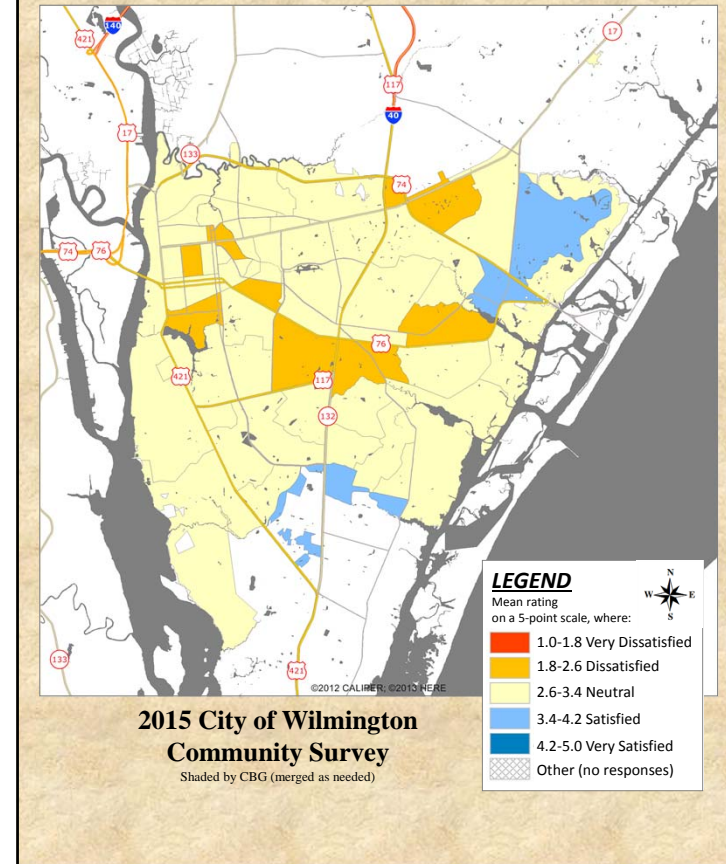 140
421
17
117
17
40
133
74
74
76
76
421
117
132
133
421
©2012 CALIPER; ©2013 HERE
LEGEND
Mean rating
on a 5-point scale, where:
N
W E
S
1.0-1.8 Very Dissatisfied
1.8-2.6 Dissatisfied
2.6-3.4 Neutral
3.4-4.2 Satisfied
4.2-5.0 Very Satisfied
Other (no responses)
2015 City of Wilmington
Community Survey
Shaded by CBG (merged as needed)